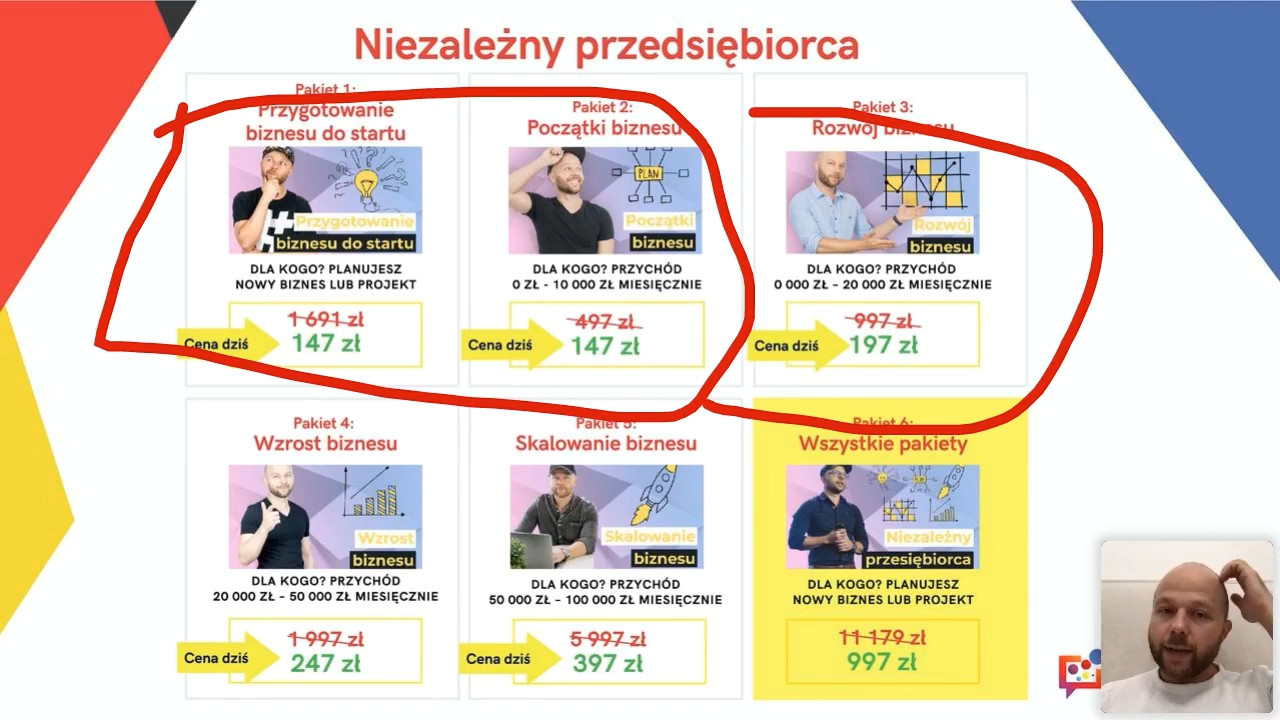 Niezależny przedsiębiorca
Pakiet 1:
Przygotowanie
biznesu do startu
Przygotowanie
biznesu do startu
DLA KOGO? PLANUJESZ
NOWY BIZNES LUB PROJEKT
1 691 zł
Cena dziś
147 zł
Pakiet 2:
Początki biznesu
PLAN
Początki
biznesu
DLA KOGO? PRZYCHÓD
0 ZŁ - 10 000 ZŁ MIESIĘCZNIE
497 zł
Cena dziś
147 zł
Pakiet 3:
Rozwój biznesu
Rozwój
biznesu
DLA KOGO? PRZYCHÓD
0 000 ZŁ - 20 000 ZŁ MIESIĘCZNIE
997 zł
Cena dziś
197 zł
Pakiet 4:
Wzrost biznesu
Wzrost
biznesu
DLA KOGO? PRZYCHÓD
20 000 ZŁ - 50 000 ZŁ MIESIĘCZNIE
1 997 zł
Cena dziś
247 zł
Pakiet 5:
Skalowanie biznesu
Skalowanie
biznesu
DLA KOGO? PRZYCHÓD
50 000 ZŁ - 100 000 ZŁ MIESIĘCZNIE
5 997 zł
Cena dziś
397 zł
Pakiet 6:
Wszystkie pakiety
Niezależny
przesiębiorca
DLA KOGO? PLANUJESZ
NOWY BIZNES LUB PROJEKT
11 179 zł
997 zł